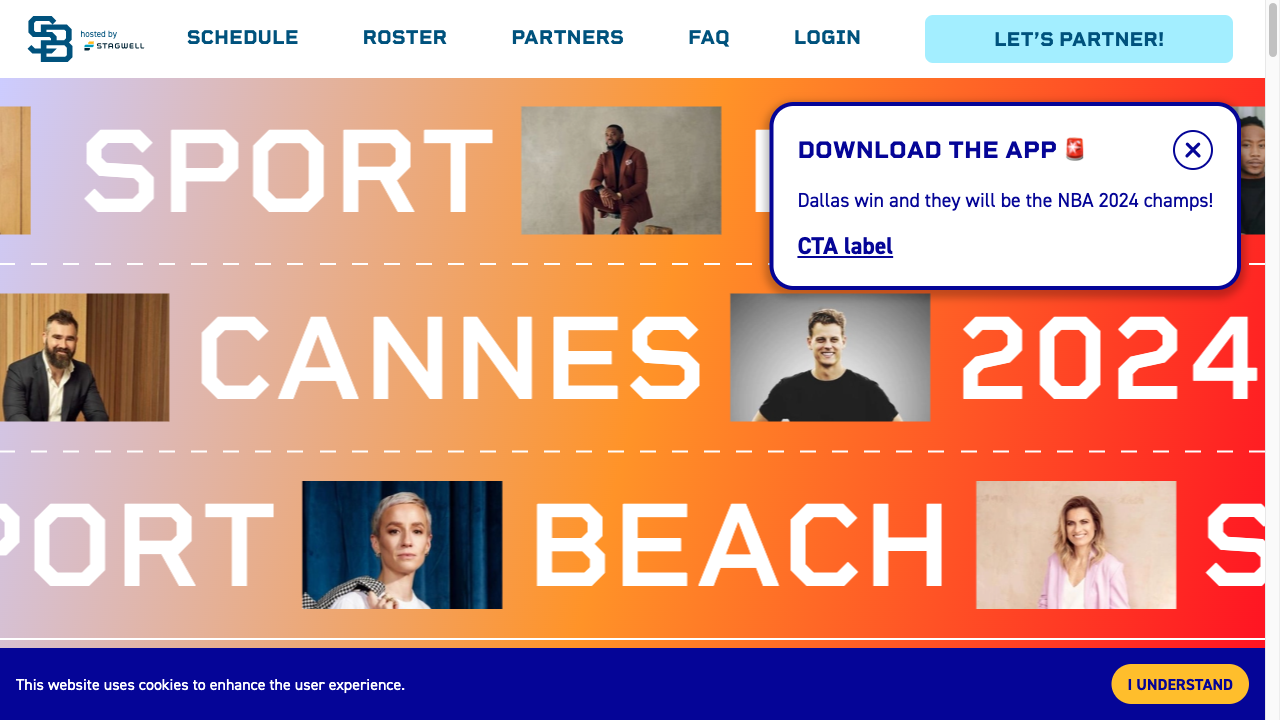 SB hosted by STAGWELL
SCHEDULE ROSTER PARTNERS FAQ LOGIN LET'S PARTNER!
SPORT
DOWNLOAD THE APP 🚨
Dallas win and they will be the NBA 2024 champs!
CTA label
CANNES 2024
PORT BEACH S
This website uses cookies to enhance the user experience. I UNDERSTAND